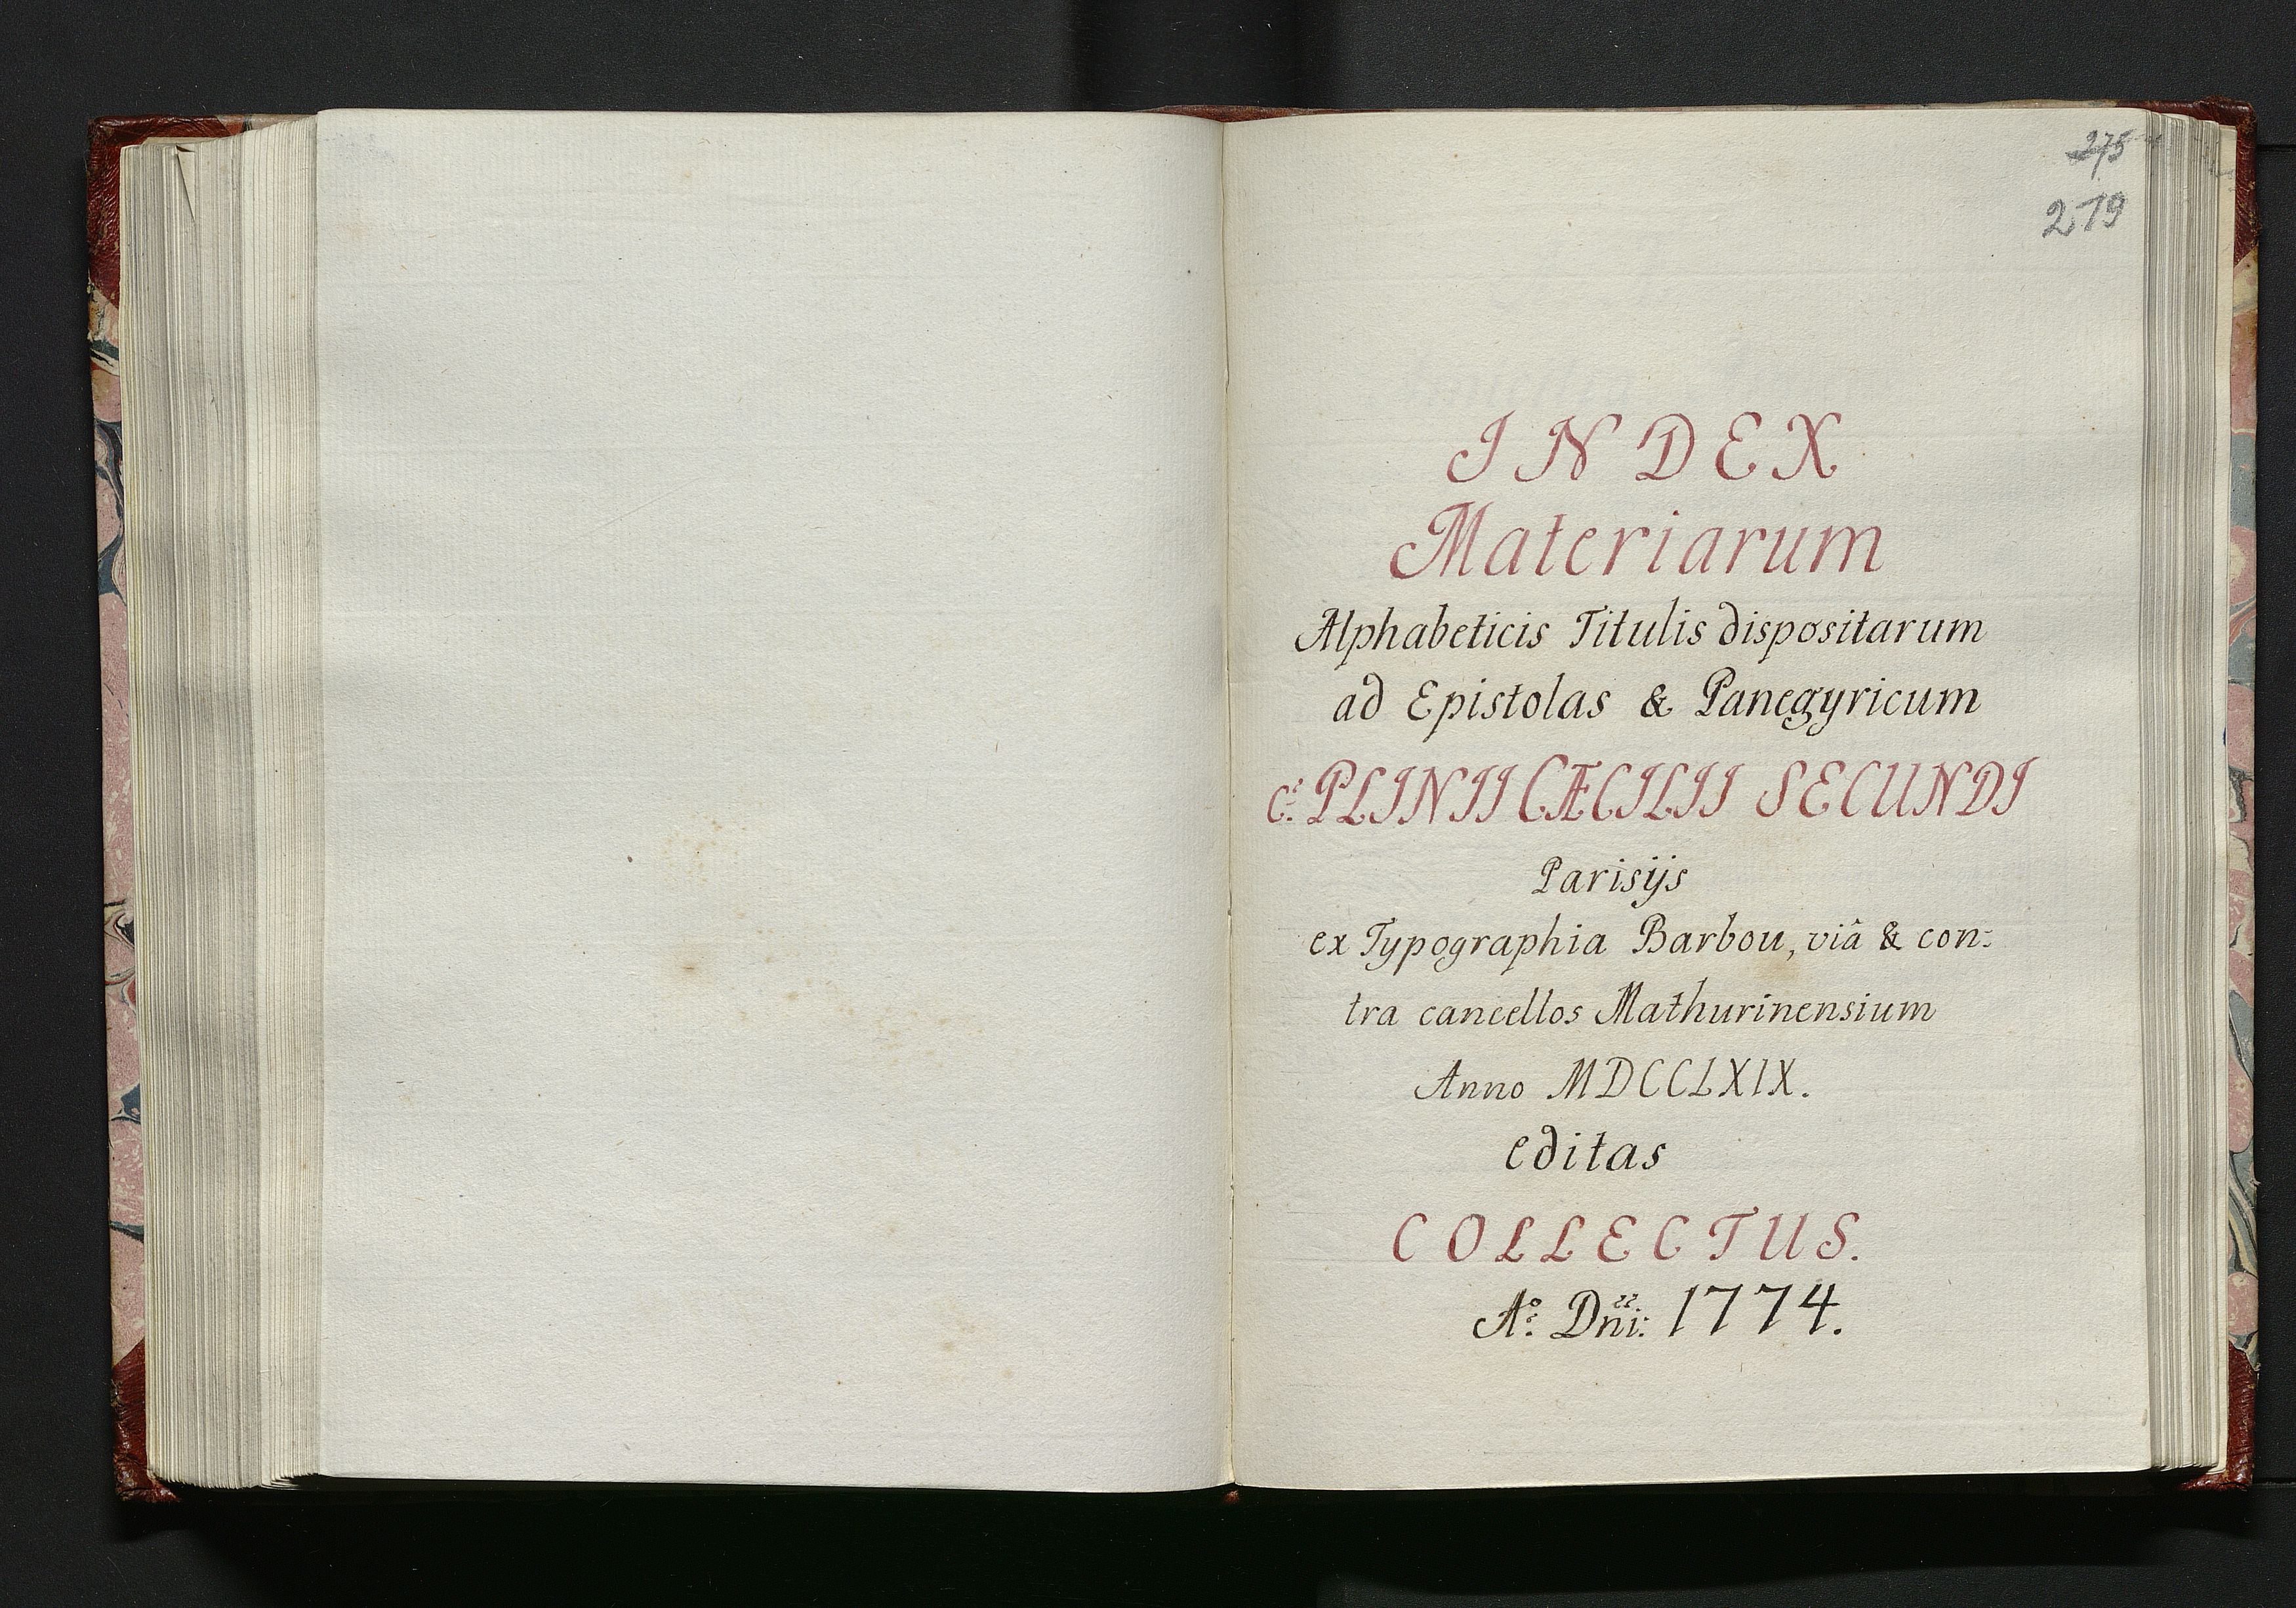 275
279
INDEX
Materiarum
Alphabeticis Titulis dispositarum
ad Epistolas & Panegyricum
C: PLINII CÆCILII SECUNDI
Parisijs
ex Typographia Barbou, viâ & con:
tra cancellos Mathurinensium
Anno MDCCLXIX.
editas
COLLECTUS.
Aº: Dni: 1774.